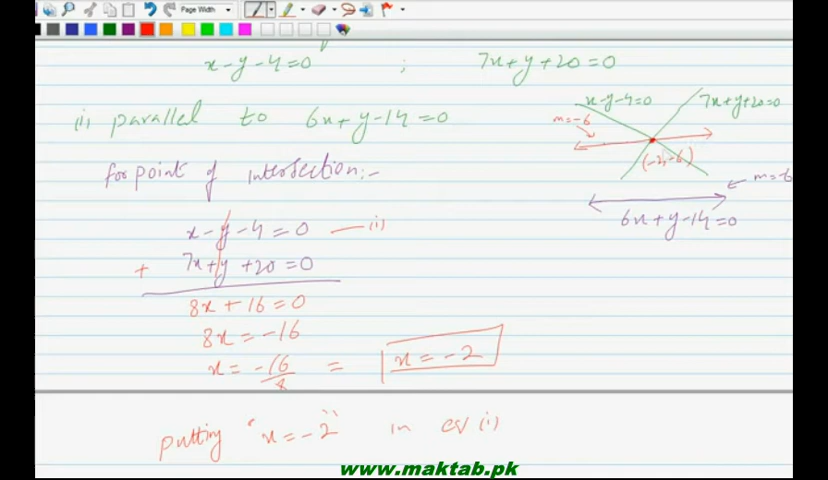 Page Width
x-y-4=0 ; 7x+y+20=0
(i) parallel to 6x+y-14=0
x-y-4=0
7x+y+20=0
m=-6
(-2,-6)
m=-6
6x+y-14=0
for point of intersection:-
x-y-4=0 — (i)
+ 7x+y+20=0
8x+16=0
8x=-16
x=-16/8 = x=-2
putting "x=-2" in eq (i)
www.maktab.pk